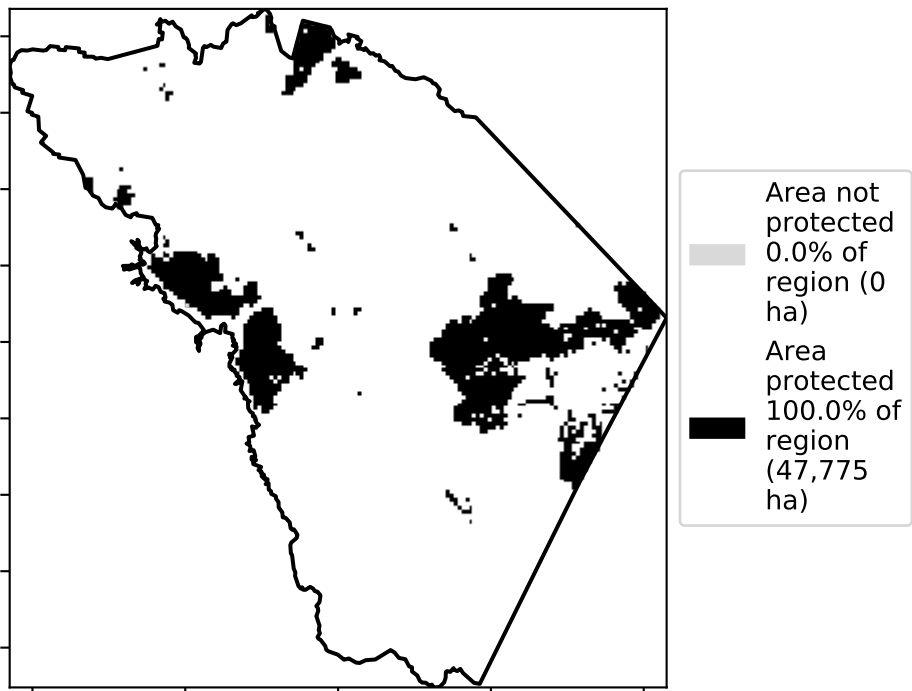 Area not
protected
0.0% of
region (0
ha)
Area
protected
100.0% of
region
(47,775
ha)